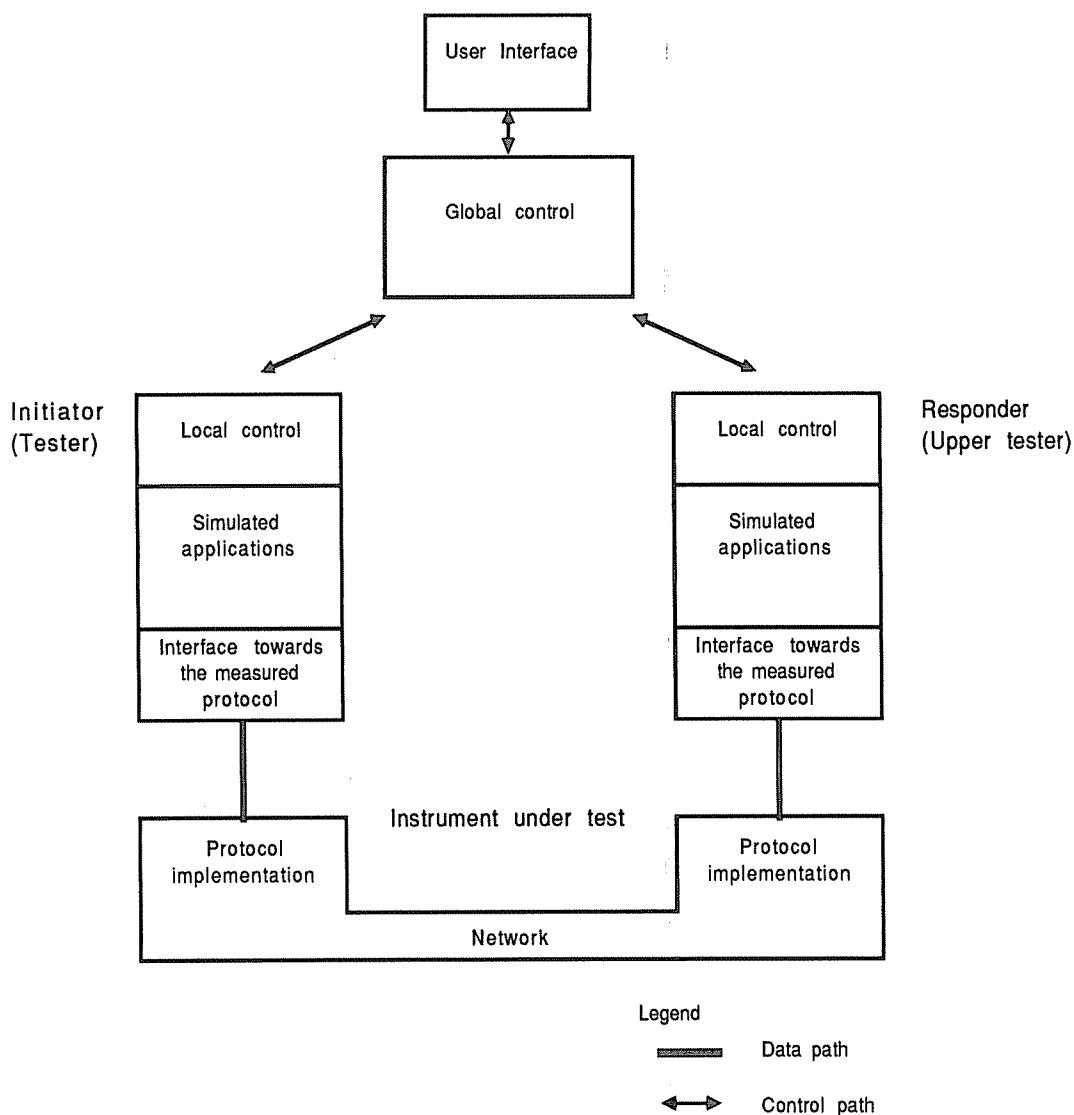 User Interface
Global control
Initiator
(Tester)
Local control
Simulated
applications
Interface towards
the measured
protocol
Responder
(Upper tester)
Local control
Simulated
applications
Interface towards
the measured
protocol
Instrument under test
Protocol
implementation
Protocol
implementation
Network
Legend
Data path
Control path